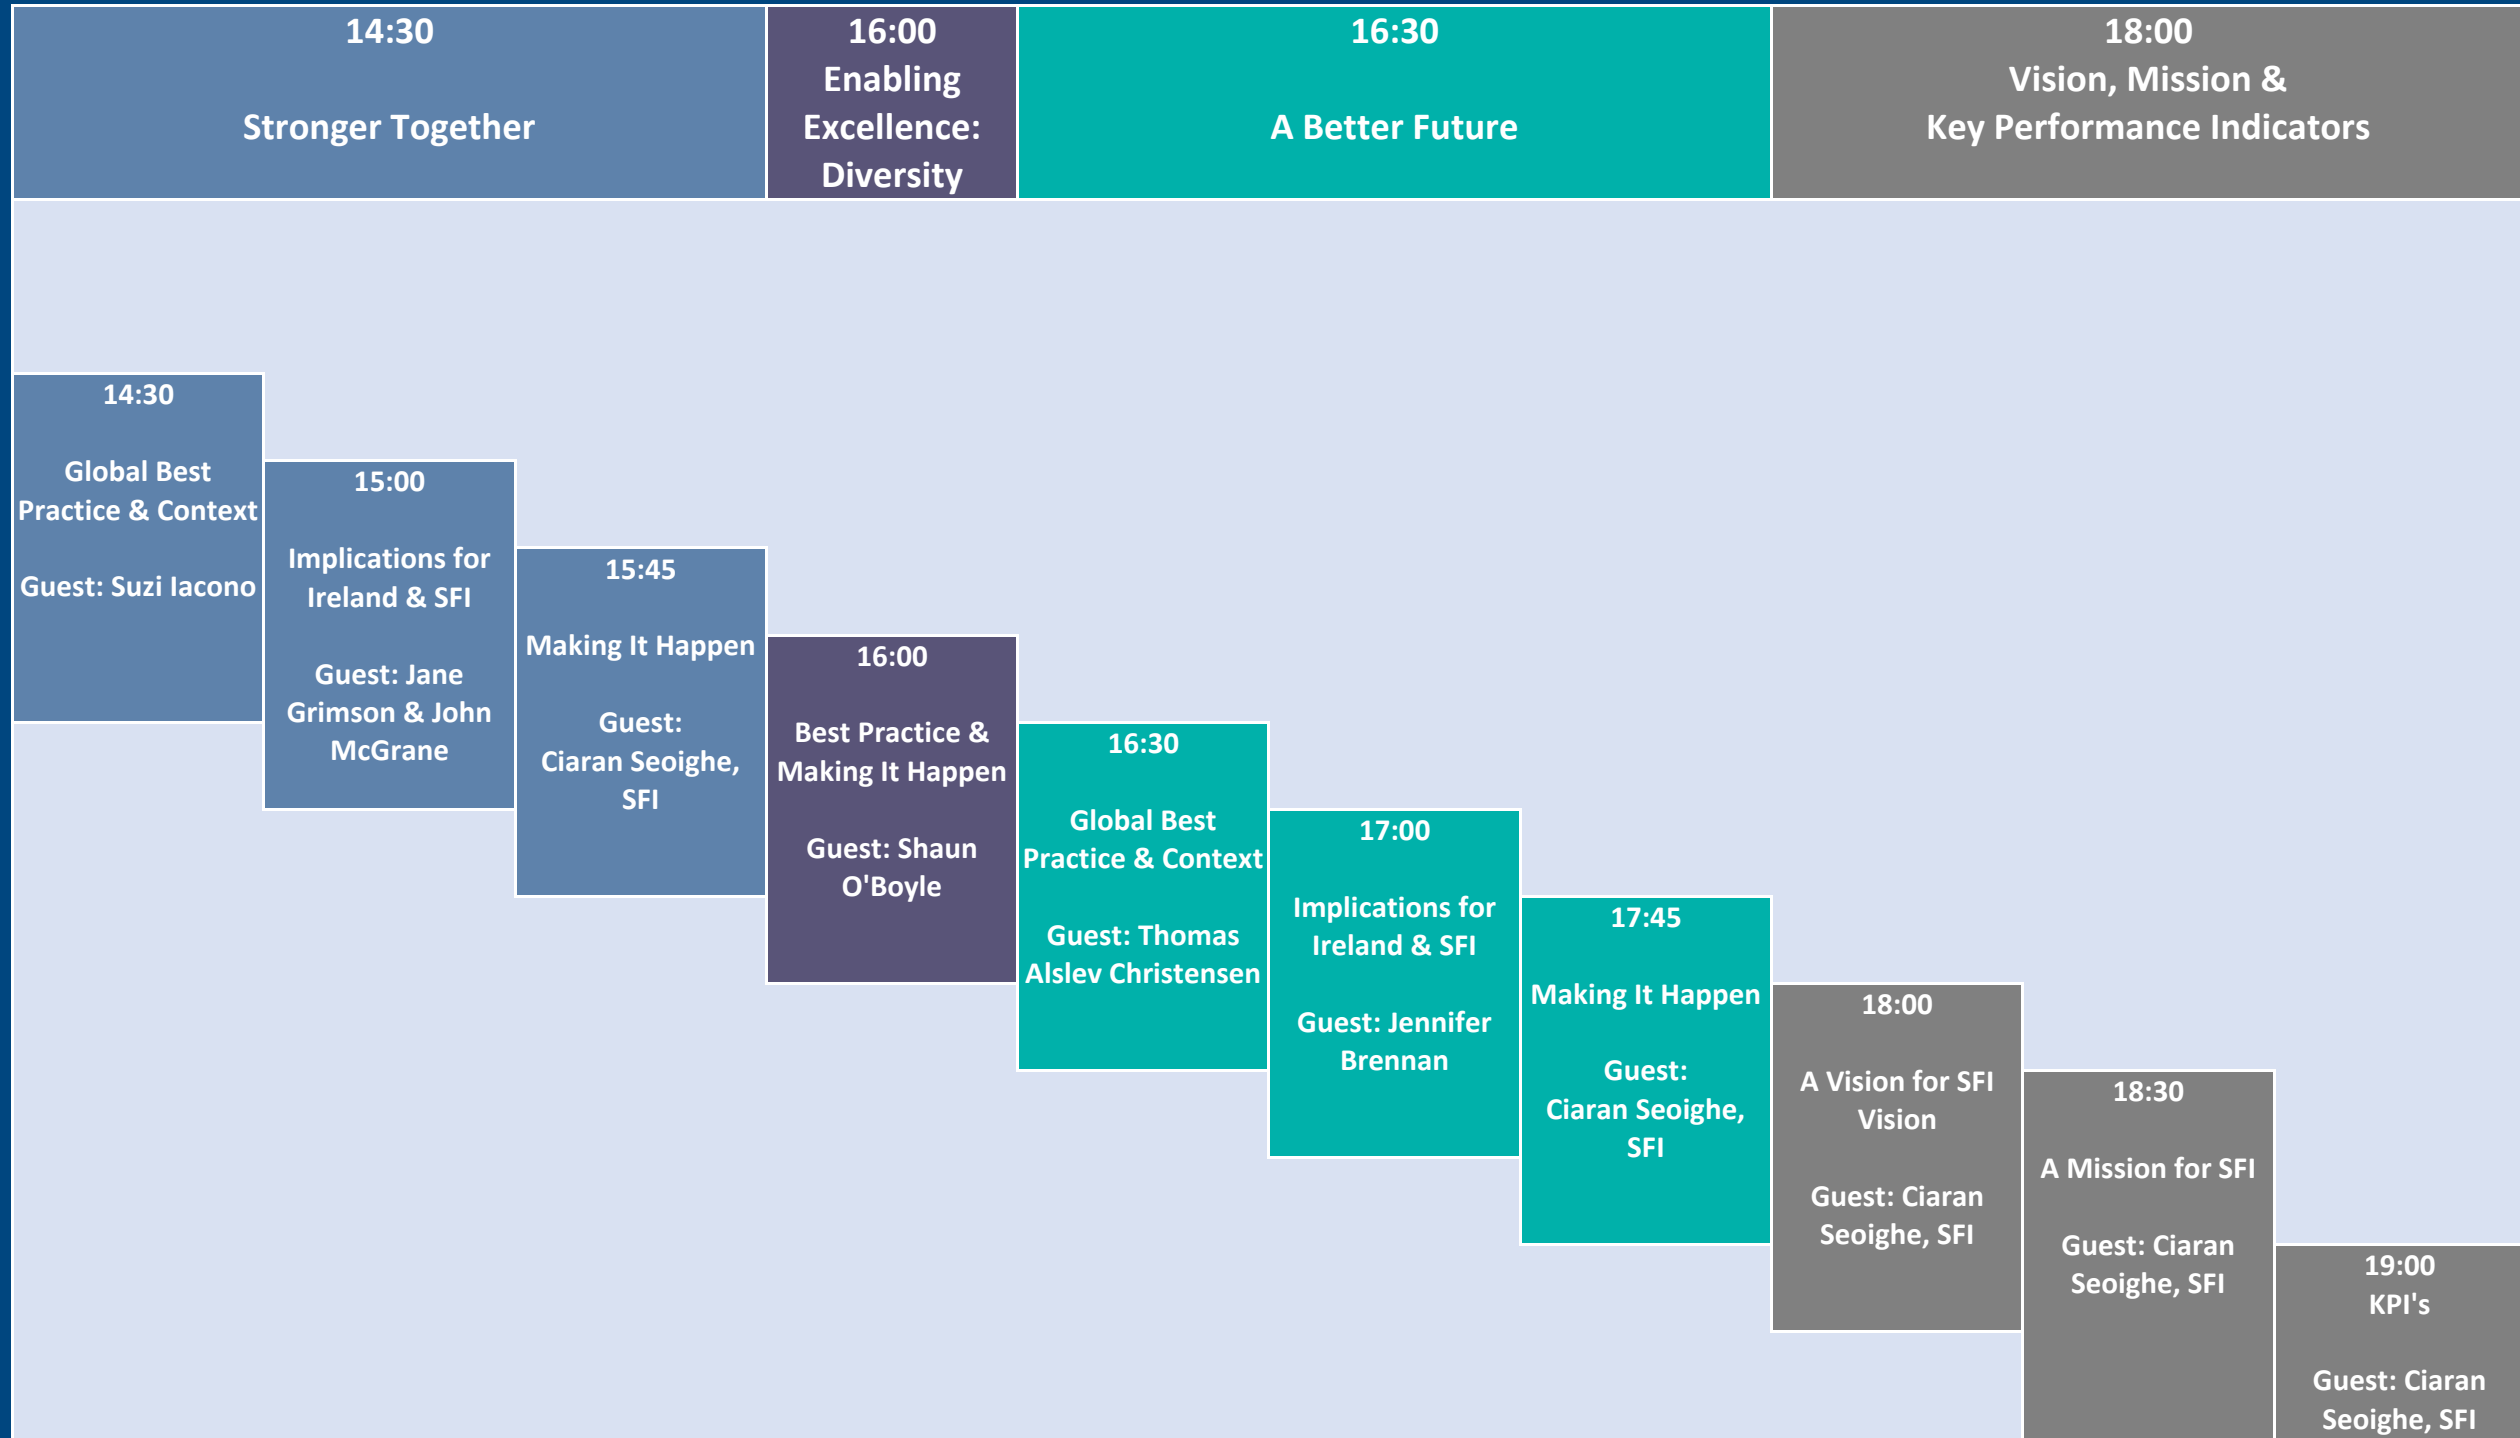 14:30
Stronger Together
16:00
Enabling
Excellence:
Diversity
16:30
A Better Future
18:00
Vision, Mission &
Key Performance Indicators
14:30
Global Best
Practice & Context
Guest: Suzi Iacono
15:00
Implications for
Ireland & SFI
Guest: Jane
Grimson & John
McGrane
15:45
Making It Happen
Guest:
Ciaran Seoighe,
SFI
16:00
Best Practice &
Making It Happen
Guest: Shaun
O'Boyle
16:30
Global Best
Practice & Context
Guest: Thomas
Alslev Christensen
17:00
Implications for
Ireland & SFI
Guest: Jennifer
Brennan
17:45
Making It Happen
Guest:
Ciaran Seoighe,
SFI
18:00
A Vision for SFI
Vision
Guest: Ciaran
Seoighe, SFI
18:30
A Mission for SFI
Guest: Ciaran
Seoighe, SFI
19:00
KPI's
Guest: Ciaran
Seoighe, SFI